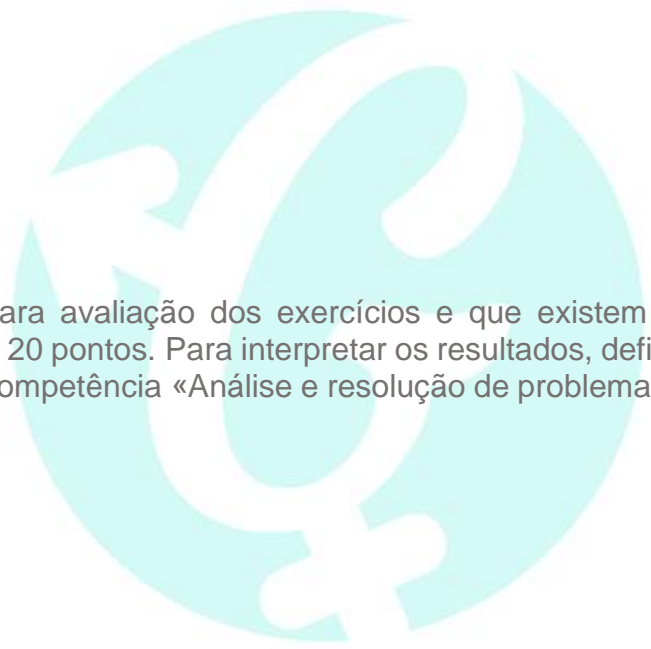 ara avaliação dos exercícios e que existem
20 pontos. Para interpretar os resultados, defi
ompetência «Análise e resolução de problema